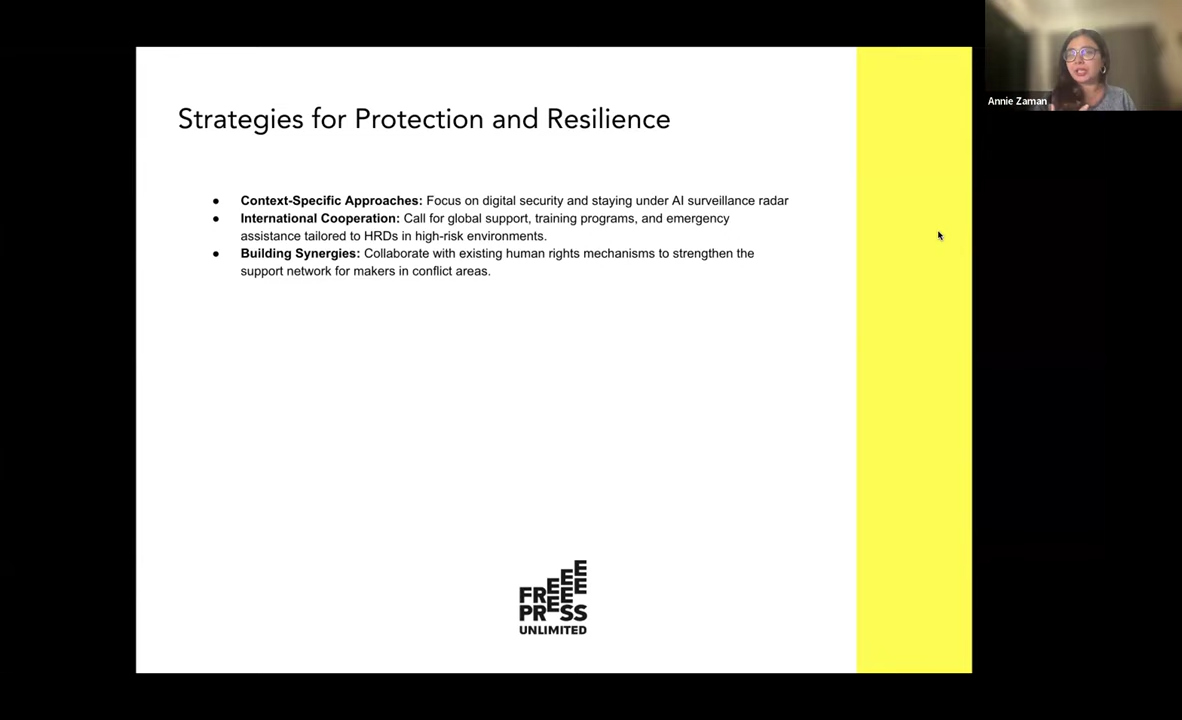 Strategies for Protection and Resilience
● Context-Specific Approaches: Focus on digital security and staying under AI surveillance radar
● International Cooperation: Call for global support, training programs, and emergency
assistance tailored to HRDs in high-risk environments.
● Building Synergies: Collaborate with existing human rights mechanisms to strengthen the
support network for makers in conflict areas.
FREEEE
PRESS
UNLIMITED
Annie Zaman